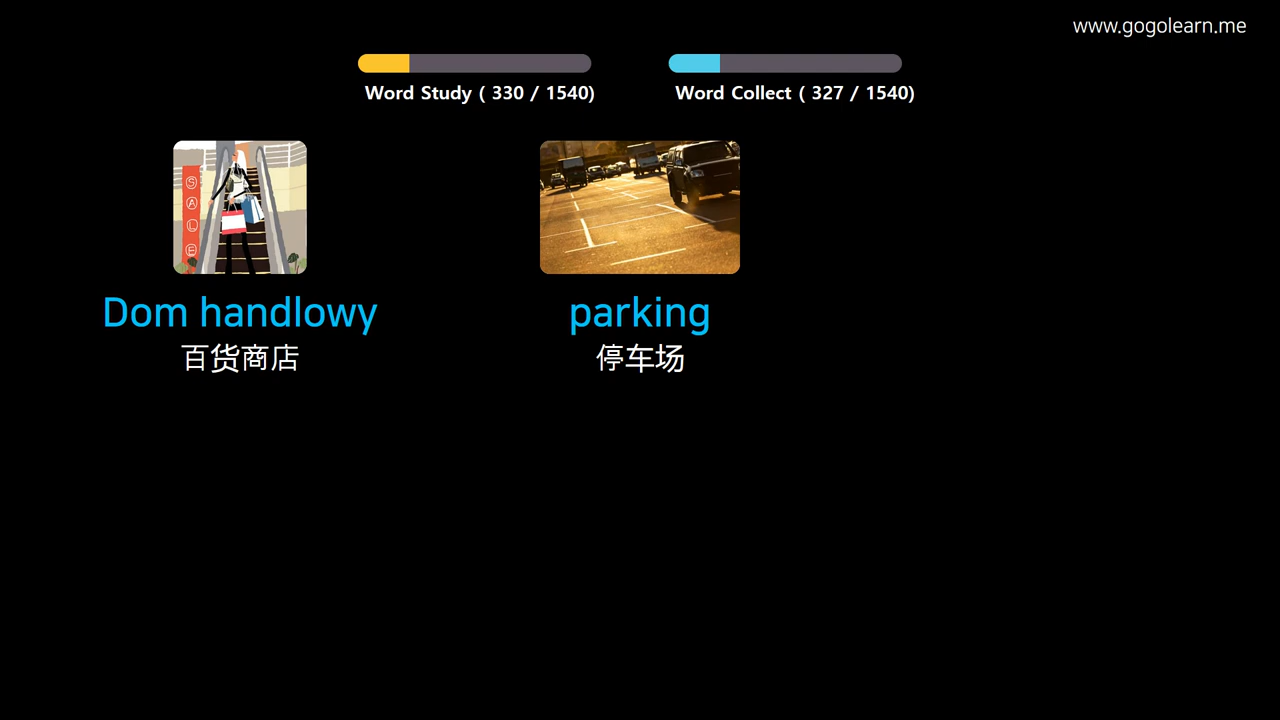 www.gogolearn.me
Word Study ( 330 / 1540)
Word Collect ( 327 / 1540)
SALE
Dom handlowy
parking
百货商店
停车场